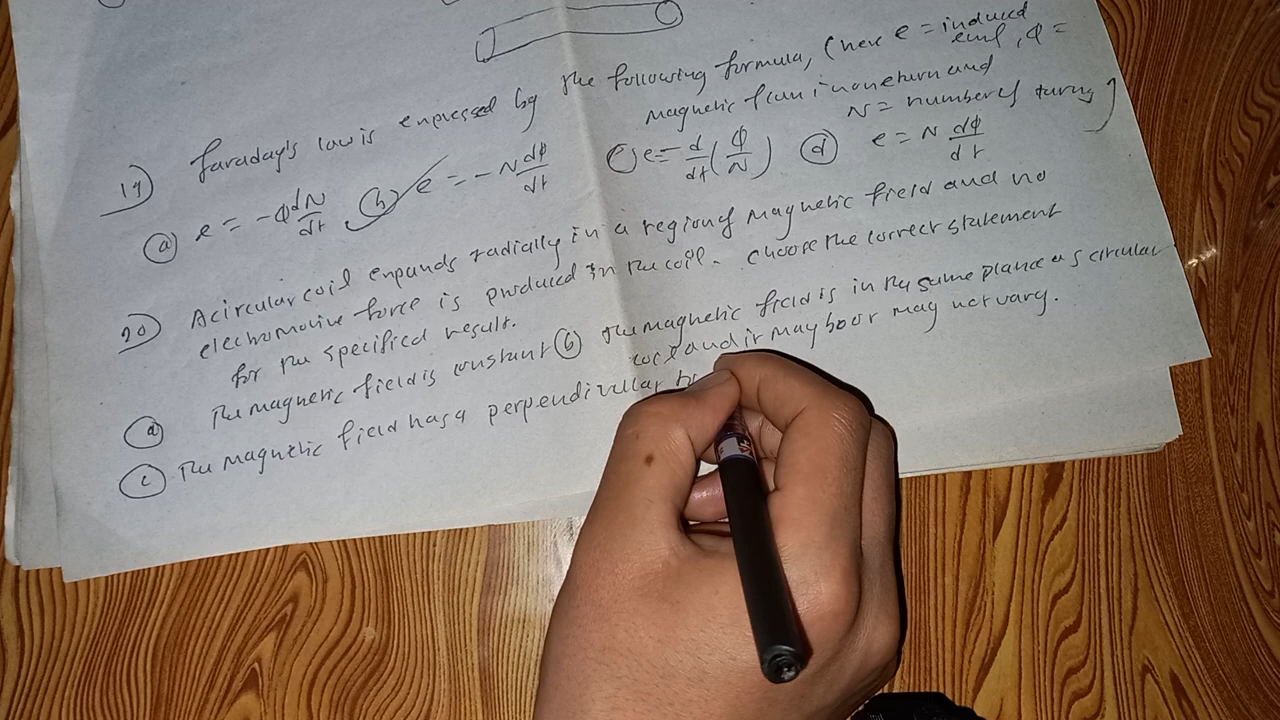 19) Faraday's law is expressed by the following formula, (here e = induced
emf, φ =
magnetic flux in one turn and
N = number of turns)
(a) e = -φ dN/dt (b) e = -N dφ/dt (c) e = d/dt (φ/N) (d) e = N dφ/dt
20) A circular coil expands radially in a region of magnetic field and no
electromotive force is produced in the coil. choose the correct statement
for the specified result.
(a) The magnetic field is constant (b) The magnetic field is in the same plane as circular
coil and it may be or may not vary.
(c) The magnetic field has a perpendicular